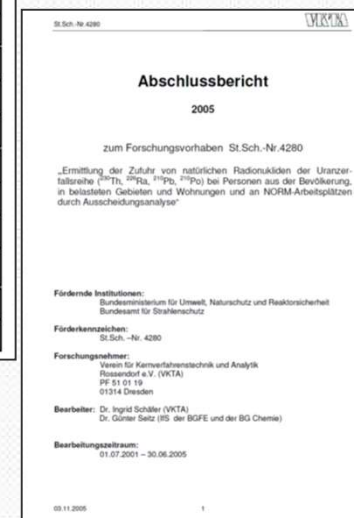 St.Sch.-Nr.4280
VKTA
Abschlussbericht
2005
zum Forschungsvorhaben St.Sch.-Nr.4280
„Ermittlung der Zufuhr von natürlichen Radionukliden der Uranzer-
fallsreihe (²³⁰Th, ²²⁶Ra, ²¹⁰Pb, ²¹⁰Po) bei Personen aus der Bevölkerung,
in belasteten Gebieten und Wohnungen und an NORM-Arbeitsplätzen
durch Ausscheidungsanalyse“
Fördernde Institutionen:
Bundesministerium für Umwelt, Naturschutz und Reaktorsicherheit
Bundesamt für Strahlenschutz
Förderkennzeichen:
St.Sch. –Nr. 4280
Forschungsnehmer:
Verein für Kernverfahrenstechnik und Analytik
Rossendorf e.V. (VKTA)
PF 51 01 19
01314 Dresden
Bearbeiter: Dr. Ingrid Schäfer (VKTA)
Dr. Günter Seitz (IfS der BGFE und der BG Chemie)
Bearbeitungszeitraum:
01.07.2001 – 30.06.2005
03.11.2005 1